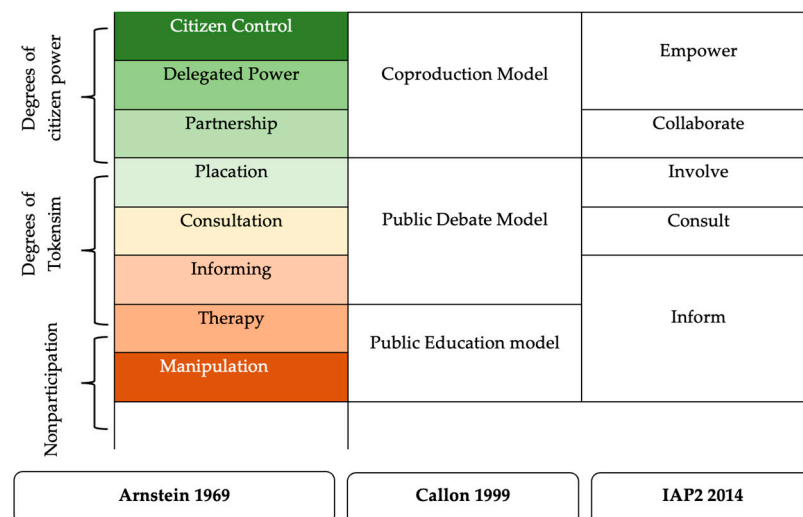 Degrees of
citizen power
Degrees of
Tokensim
Nonparticipation
Citizen Control
Delegated Power
Partnership
Placation
Consultation
Informing
Therapy
Manipulation
Coproduction Model
Public Debate Model
Public Education model
Empower
Collaborate
Involve
Consult
Inform
Arnstein 1969
Callon 1999
IAP2 2014